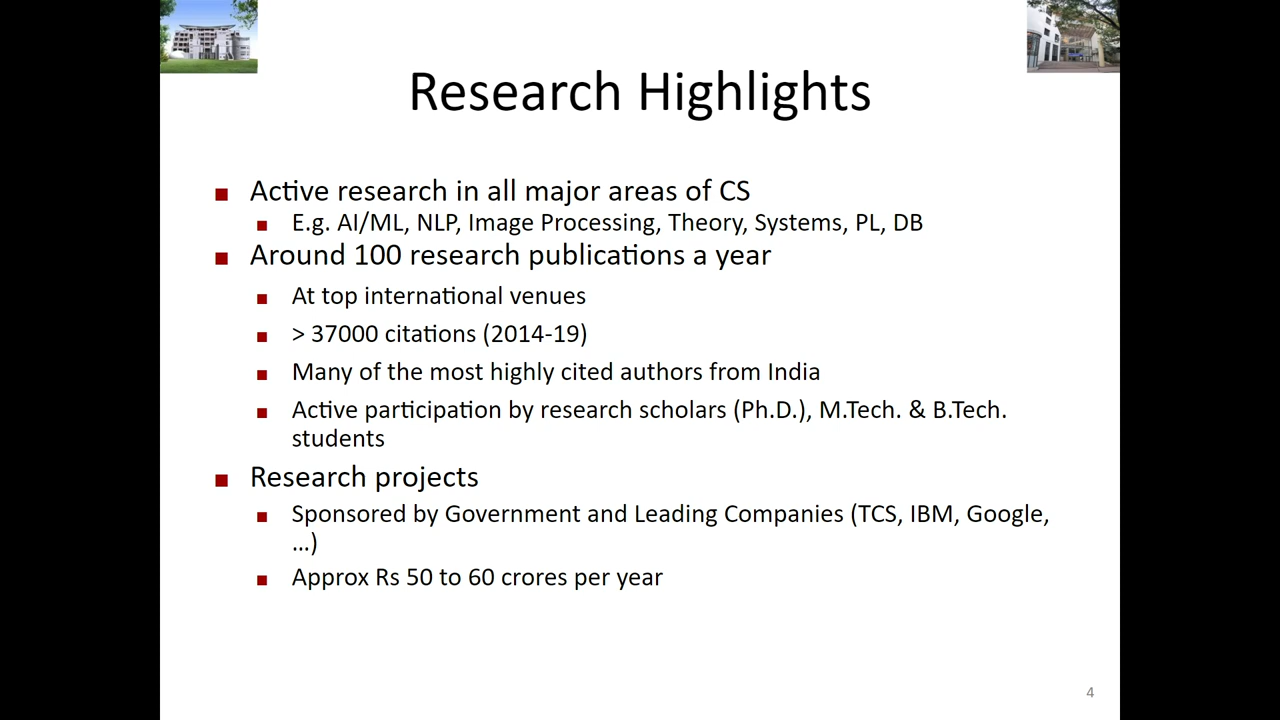 Research Highlights
Active research in all major areas of CS
E.g. AI/ML, NLP, Image Processing, Theory, Systems, PL, DB
Around 100 research publications a year
At top international venues
> 37000 citations (2014-19)
Many of the most highly cited authors from India
Active participation by research scholars (Ph.D.), M.Tech. & B.Tech.
students
Research projects
Sponsored by Government and Leading Companies (TCS, IBM, Google,
...)
Approx Rs 50 to 60 crores per year
4